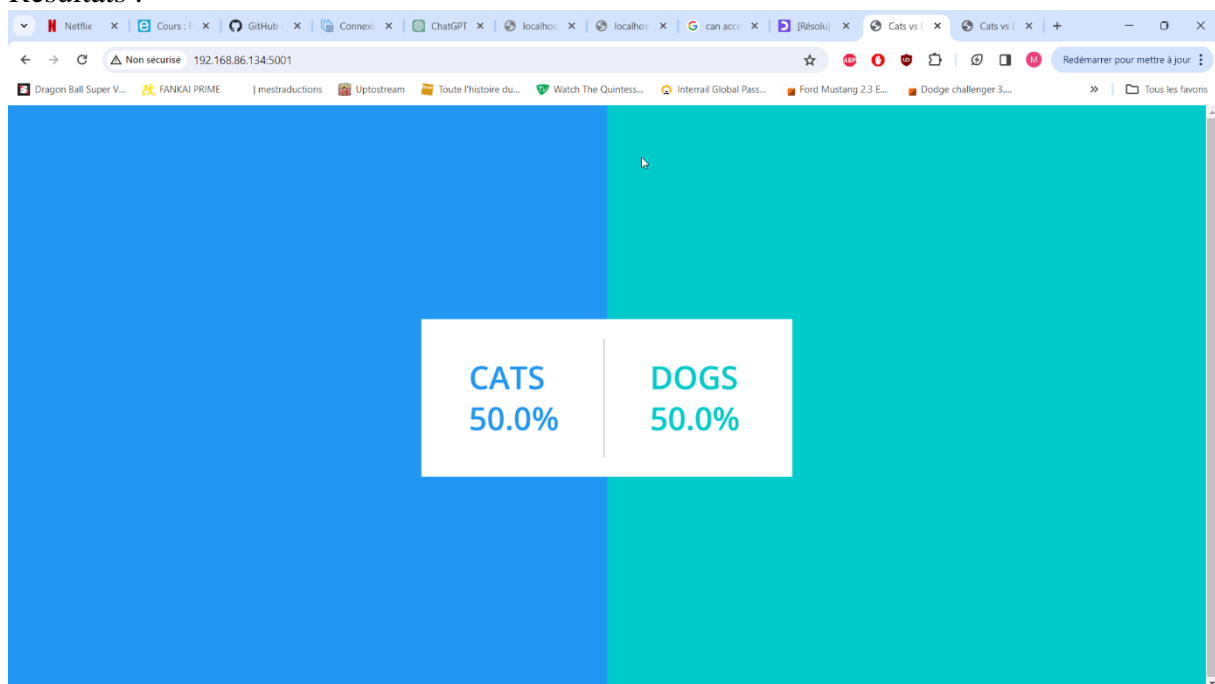 Résultats :
Netflix Cours : F GitHub - Connexi ChatGPT localhos localhos can acce [Résolu] Cats vs D Cats vs D
Non sécurisé 192.168.86.134:5001 ABP M Redémarrer pour mettre à jour
Dragon Ball Super V... FANKAI PRIME | mestraductions Uptostream Toute l'histoire du... Watch The Quintess... Interrail Global Pass... Ford Mustang 2.3 E... Dodge challenger 3.... » Tous les favoris
CATS DOGS
50.0% 50.0%